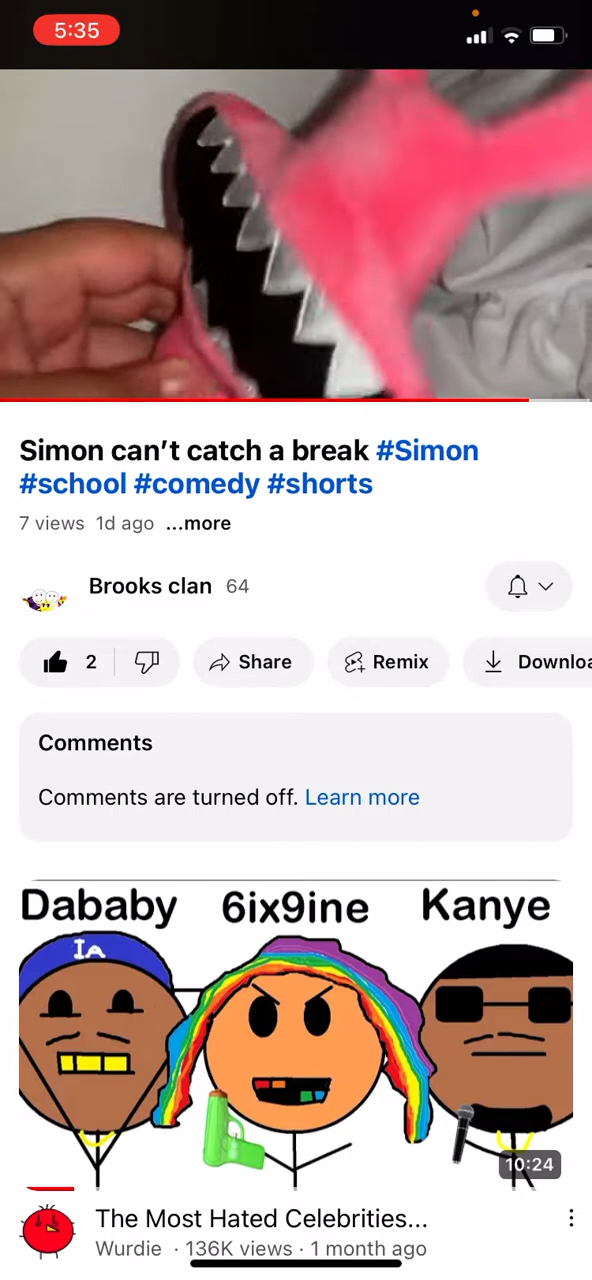 5:35
Simon can't catch a break #Simon
#school #comedy #shorts
7 views 1d ago ...more
Brooks clan 64
2 Share Remix Downloa
Comments
Comments are turned off. Learn more
Dababy 6ix9ine Kanye
IA
10:24
The Most Hated Celebrities...
Wurdie · 136K views · 1 month ago